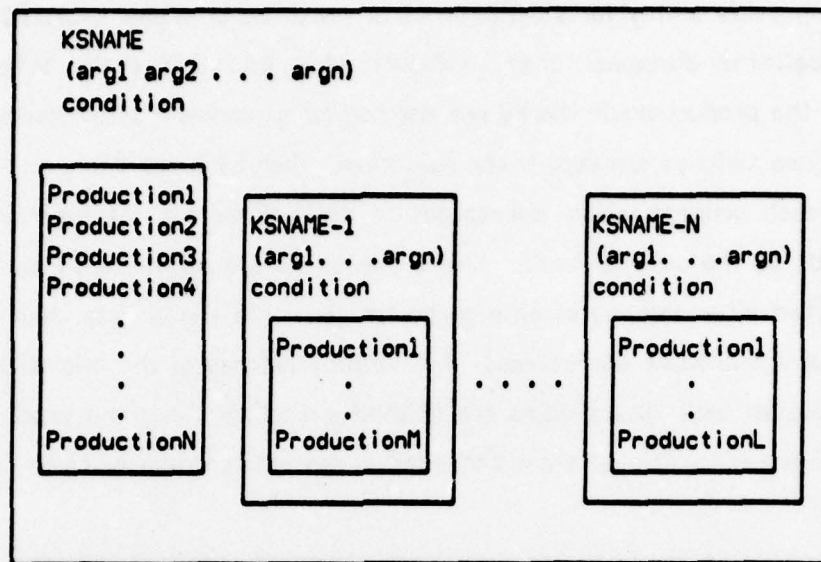 KSNAME
(arg1 arg2 . . . argn)
condition
Production1
Production2
Production3
Production4
.
.
.
ProductionN
KSNAME-1
(arg1. . .argn)
condition
Production1
.
ProductionM
. . . .
KSNAME-N
(arg1. . .argn)
condition
Production1
.
ProductionL